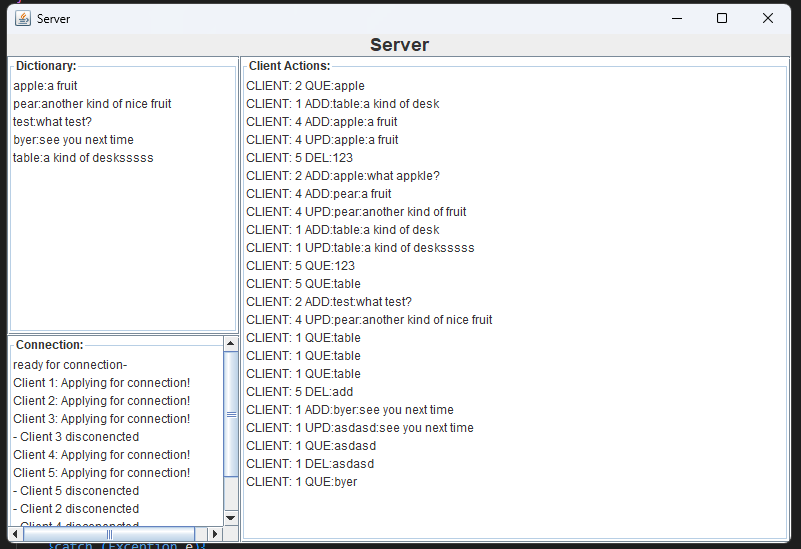 Server
Server
Dictionary:
apple:a fruit
pear:another kind of nice fruit
test:what test?
byer:see you next time
table:a kind of desksssss
Connection:
ready for connection-
Client 1: Applying for connection!
Client 2: Applying for connection!
Client 3: Applying for connection!
- Client 3 disconencted
Client 4: Applying for connection!
Client 5: Applying for connection!
- Client 5 disconencted
- Client 2 disconencted
- Client 4 disconencted
Client Actions:
CLIENT: 2 QUE:apple
CLIENT: 1 ADD:table:a kind of desk
CLIENT: 4 ADD:apple:a fruit
CLIENT: 4 UPD:apple:a fruit
CLIENT: 5 DEL:123
CLIENT: 2 ADD:apple:what appkle?
CLIENT: 4 ADD:pear:a fruit
CLIENT: 4 UPD:pear:another kind of fruit
CLIENT: 1 ADD:table:a kind of desk
CLIENT: 1 UPD:table:a kind of desksssss
CLIENT: 5 QUE:123
CLIENT: 5 QUE:table
CLIENT: 2 ADD:test:what test?
CLIENT: 4 UPD:pear:another kind of nice fruit
CLIENT: 1 QUE:table
CLIENT: 1 QUE:table
CLIENT: 1 QUE:table
CLIENT: 5 DEL:add
CLIENT: 1 ADD:byer:see you next time
CLIENT: 1 UPD:asdasd:see you next time
CLIENT: 1 QUE:asdasd
CLIENT: 1 DEL:asdasd
CLIENT: 1 QUE:byer
}catch (Exception e){